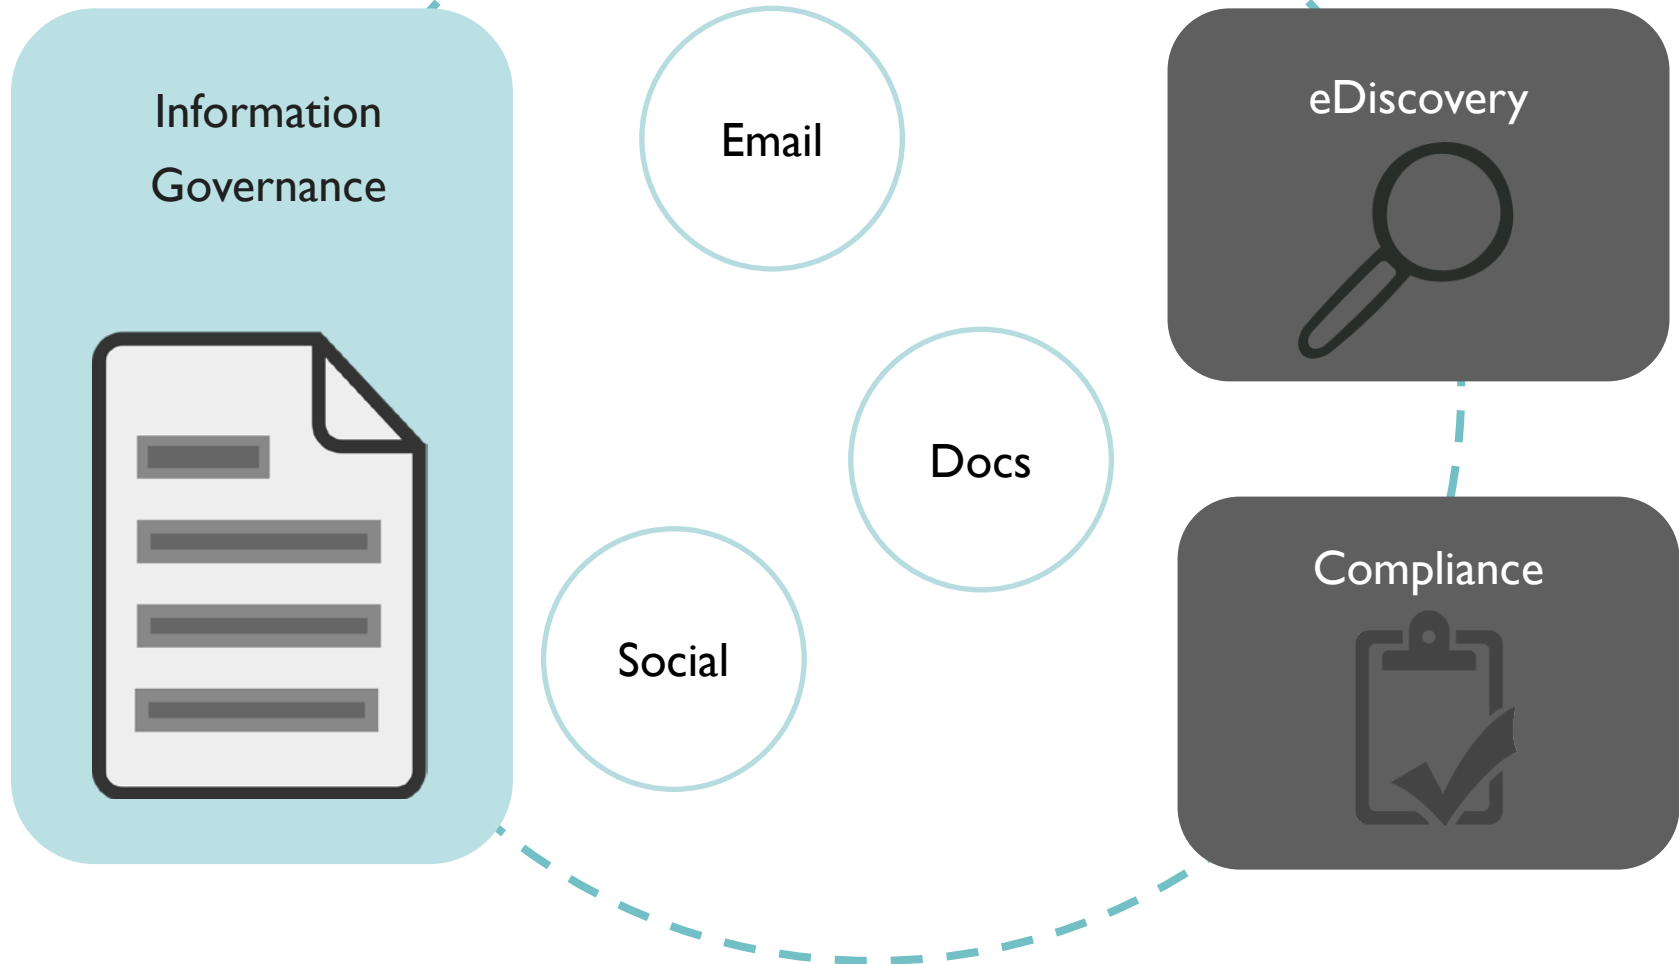 Information
Governance
Email
Docs
Social
eDiscovery
Compliance